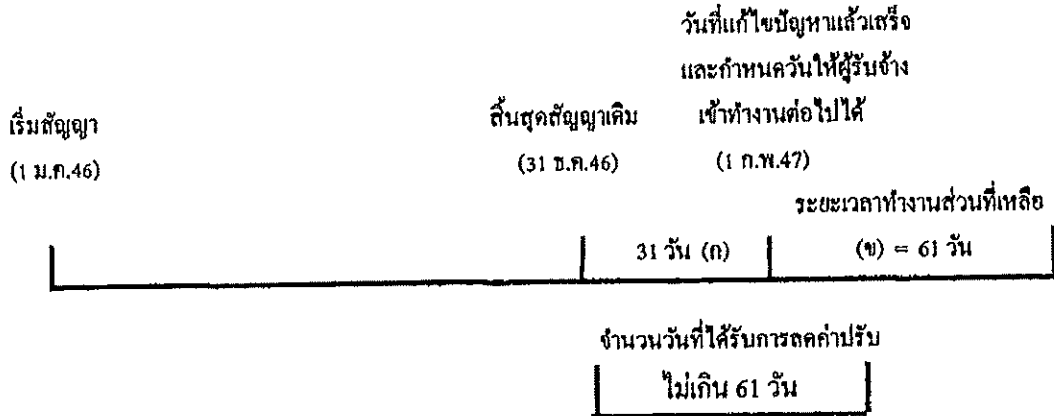 วันที่แก้ไขปัญหาแล้วเสร็จ
และกำหนดวันให้ผู้รับจ้าง
เริ่มสัญญา
สิ้นสุดสัญญาเดิม
เข้าทำงานต่อไปได้
(1 ม.ค.46)
(31 ธ.ค.46)
(1 ก.พ.47)
ระยะเวลาทำงานส่วนที่เหลือ
31 วัน (ก)
(ข) = 61 วัน
จำนวนวันที่ได้รับการลดค่าปรับ
ไม่เกิน 61 วัน